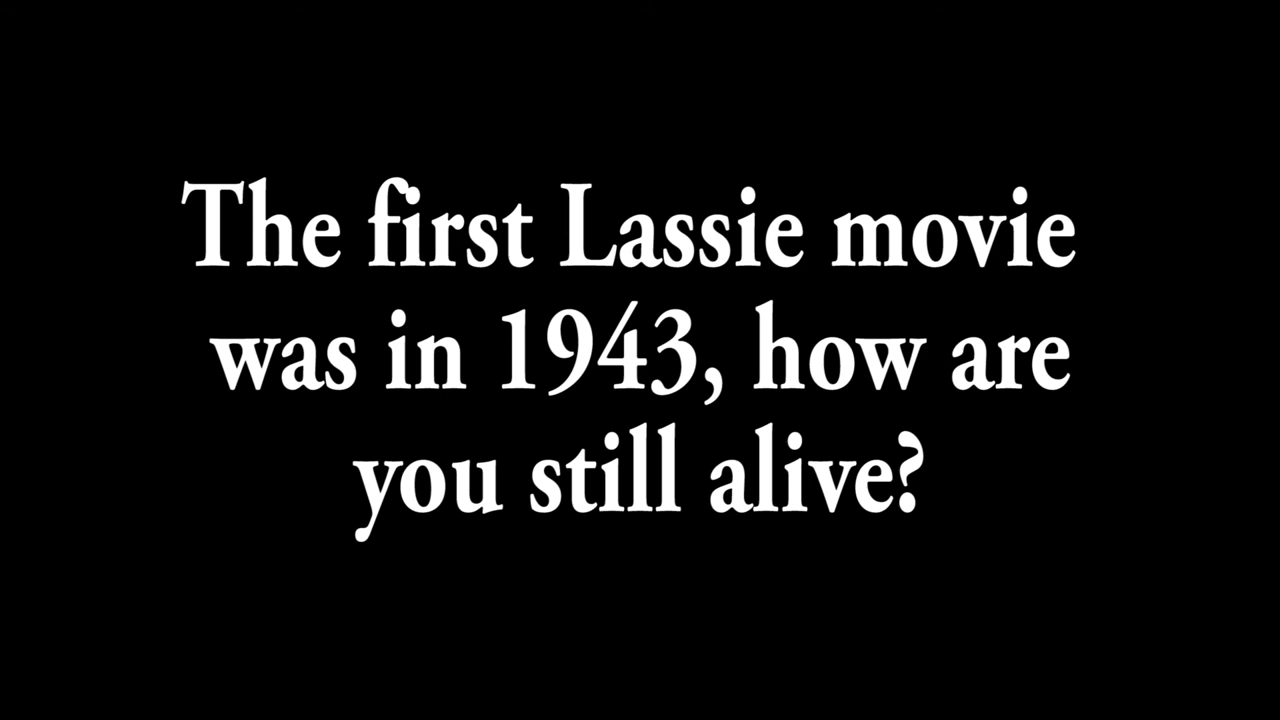 The first Lassie movie
was in 1943, how are
you still alive?